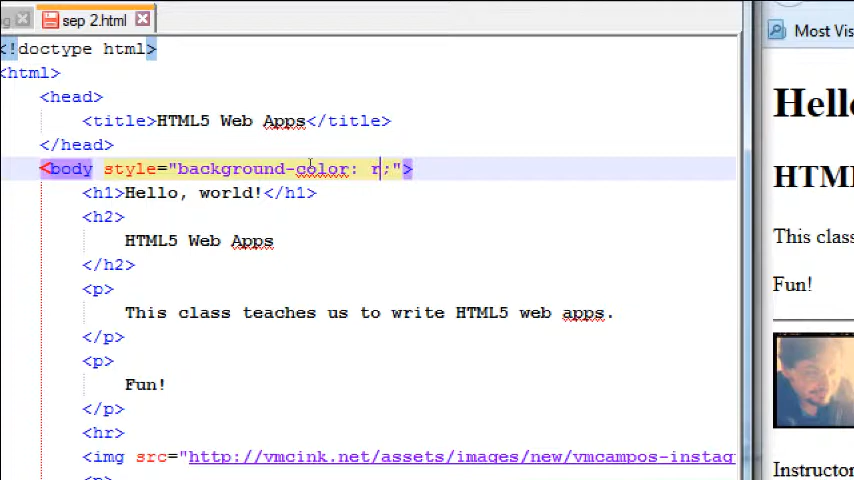 sep 2.html
<!doctype html>
<html>
<head>
<title>HTML5 Web Apps</title>
</head>
<body style="background-color: r;">
<h1>Hello, world!</h1>
<h2>
HTML5 Web Apps
</h2>
<p>
This class teaches us to write HTML5 web apps.
</p>
<p>
Fun!
</p>
<hr>
<img src="http://vmcink.net/assets/images/new/vmcampos-instag
Most Vis
Hello
HTML
This class
Fun!
Instructor